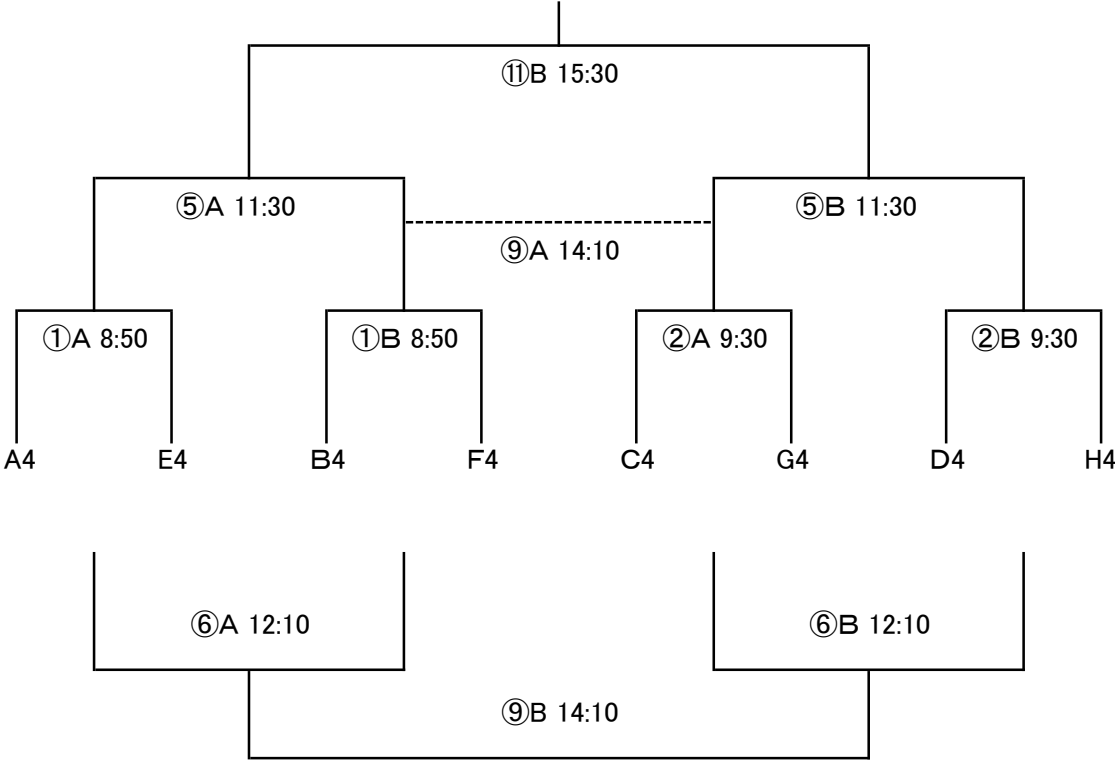 ⑪B 15:30
⑤A 11:30
⑤B 11:30
⑨A 14:10
①A 8:50
①B 8:50
②A 9:30
②B 9:30
A4
E4
B4
F4
C4
G4
D4
H4
⑥A 12:10
⑥B 12:10
⑨B 14:10